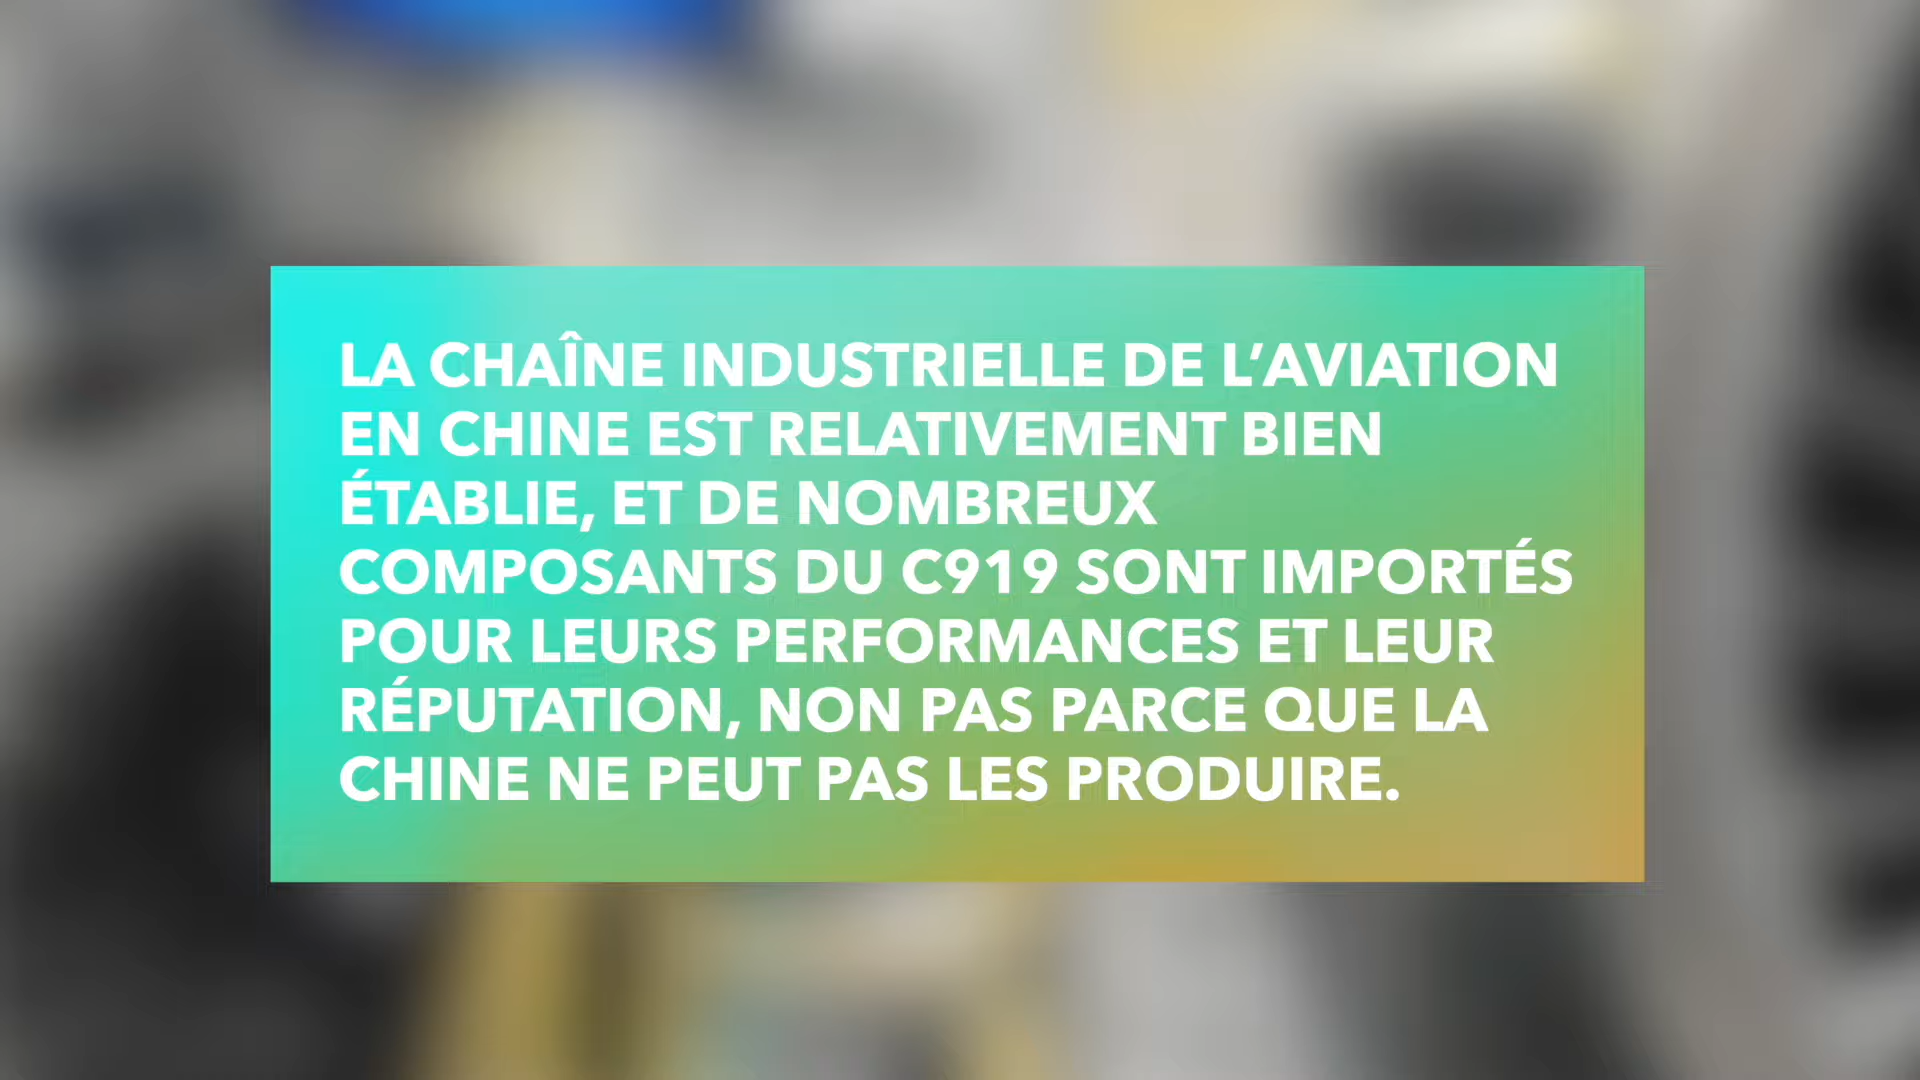 LA CHAÎNE INDUSTRIELLE DE L’AVIATION
EN CHINE EST RELATIVEMENT BIEN
ÉTABLIE, ET DE NOMBREUX
COMPOSANTS DU C919 SONT IMPORTÉS
POUR LEURS PERFORMANCES ET LEUR
RÉPUTATION, NON PAS PARCE QUE LA
CHINE NE PEUT PAS LES PRODUIRE.